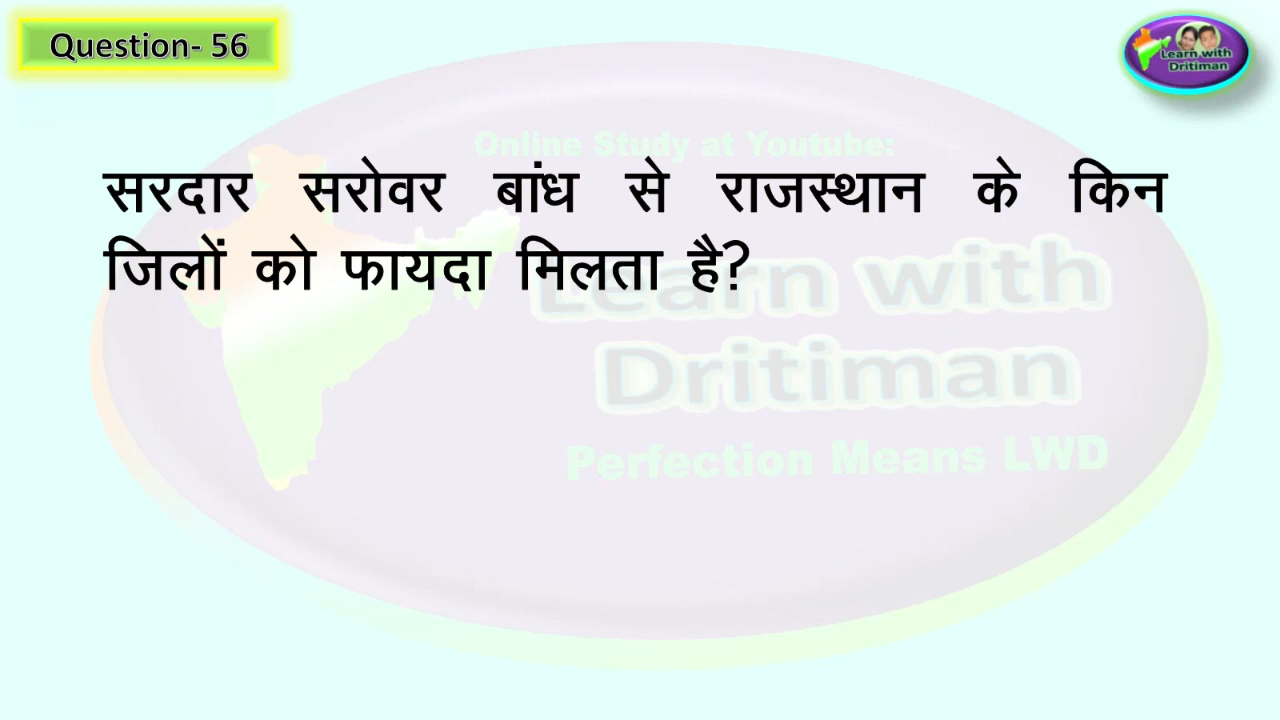 Question- 56
Learn with
Dritiman
Online Study at Youtube:
सरदार सरोवर बांध से राजस्थान के किन
जिलों को फायदा मिलता है?
Learn with
Dritiman
Perfection Means LWD